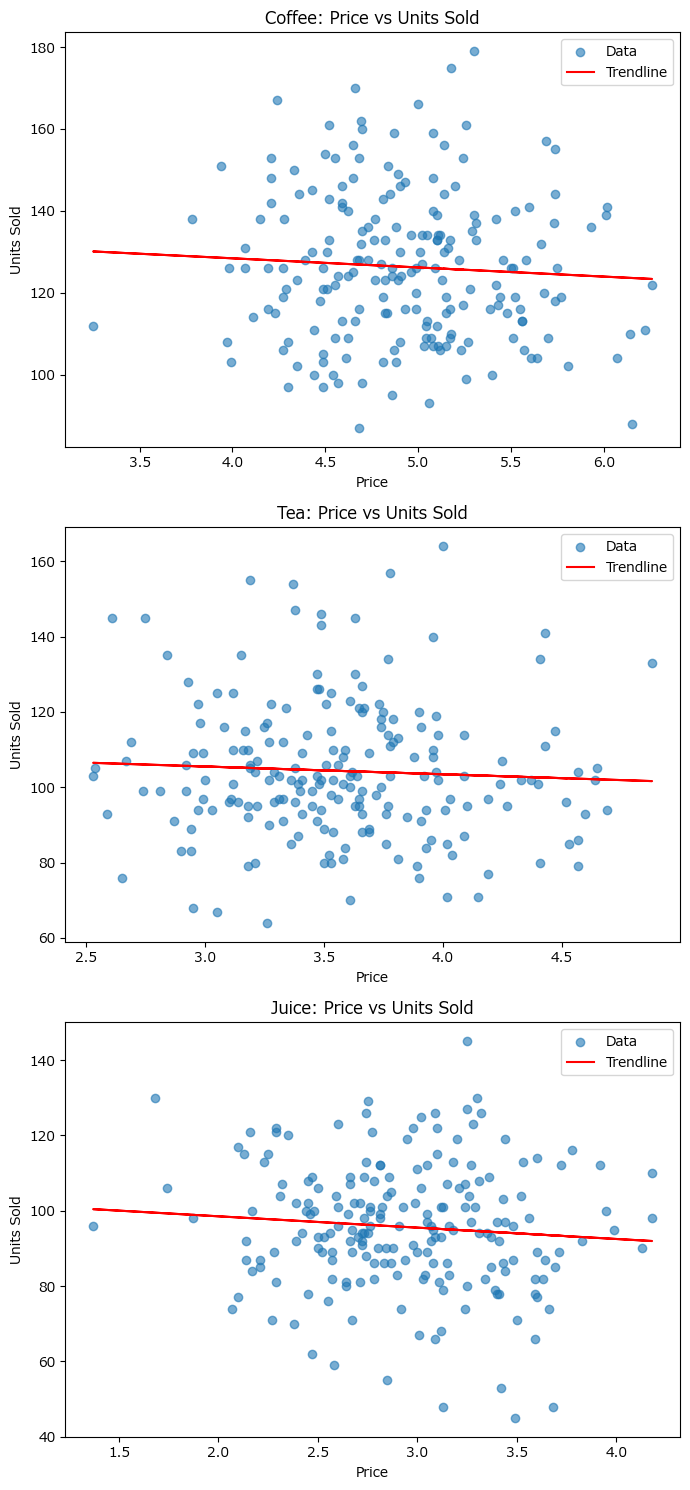 Coffee: Price vs Units Sold
Data
Trendline
180
160
140
120
100
Units Sold
3.5 4.0 4.5 5.0 5.5 6.0
Price
Tea: Price vs Units Sold
Data
Trendline
160
140
120
100
80
60
Units Sold
2.5 3.0 3.5 4.0 4.5
Price
Juice: Price vs Units Sold
Data
Trendline
140
120
100
80
60
40
Units Sold
1.5 2.0 2.5 3.0 3.5 4.0
Price